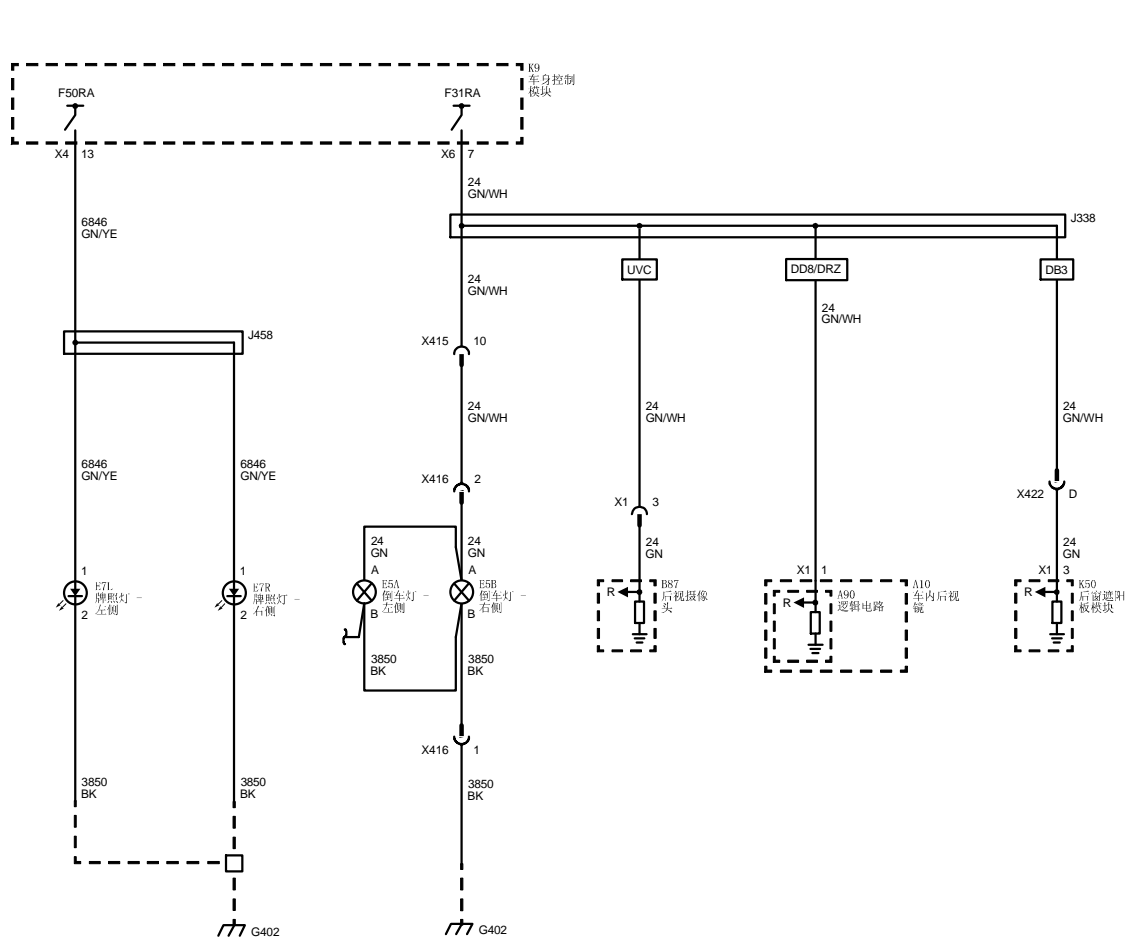 K9
车身控制
模块
F50RA
F31RA
X4 13
X6 7
24
GN/WH
6846
GN/YE
J338
UVC
DD8/DRZ
DB3
24
GN/WH
24
GN/WH
J458
X415 10
24
GN/WH
24
GN/WH
24
GN/WH
6846
GN/YE
6846
GN/YE
X416 2
X422 D
X1 3
24
GN
24
GN
24
GN
24
GN
1
E7L
牌照灯 -
左侧
2
1
E7R
牌照灯 -
右侧
2
A
E5A
倒车灯 -
左侧
B
A
E5B
倒车灯 -
右侧
B
B87
后视摄像
头
R
X1 1
A10
车内后视
镜
A90
逻辑电路
R
X1 3
K50
后窗遮阳
板模块
R
3850
BK
3850
BK
X416 1
3850
BK
3850
BK
3850
BK
G402
G402